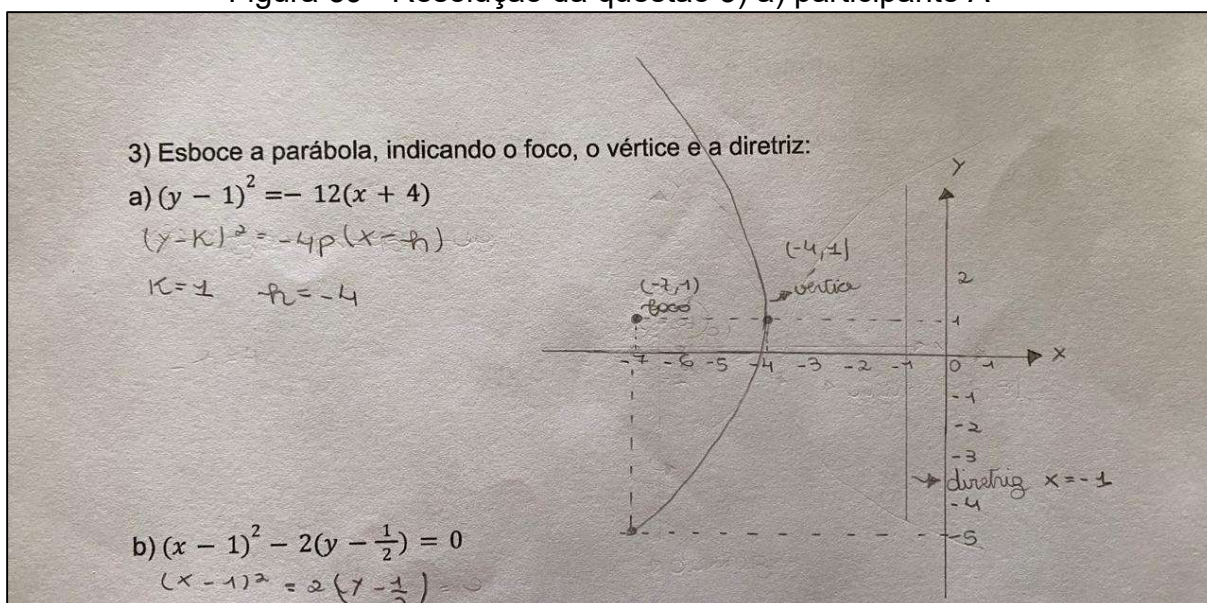 Figura 39 - Resolução da questão 3) a) participante A
3) Esboce a parábola, indicando o foco, o vértice e a diretriz:
a) (y − 1)² =− 12(x + 4)
(y-K)² = -4p(x-h)
K=1 h=-4
Y
(-4,1)
vértice
(-7,1)
foco
2
1
-7 -6 -5 -4 -3 -2 -1 0 1 X
-1
-2
-3
diretriz x=-1
-4
-5
b) (x − 1)² − 2(y − 1/2) = 0
(x-1)² = 2(y-1/2)